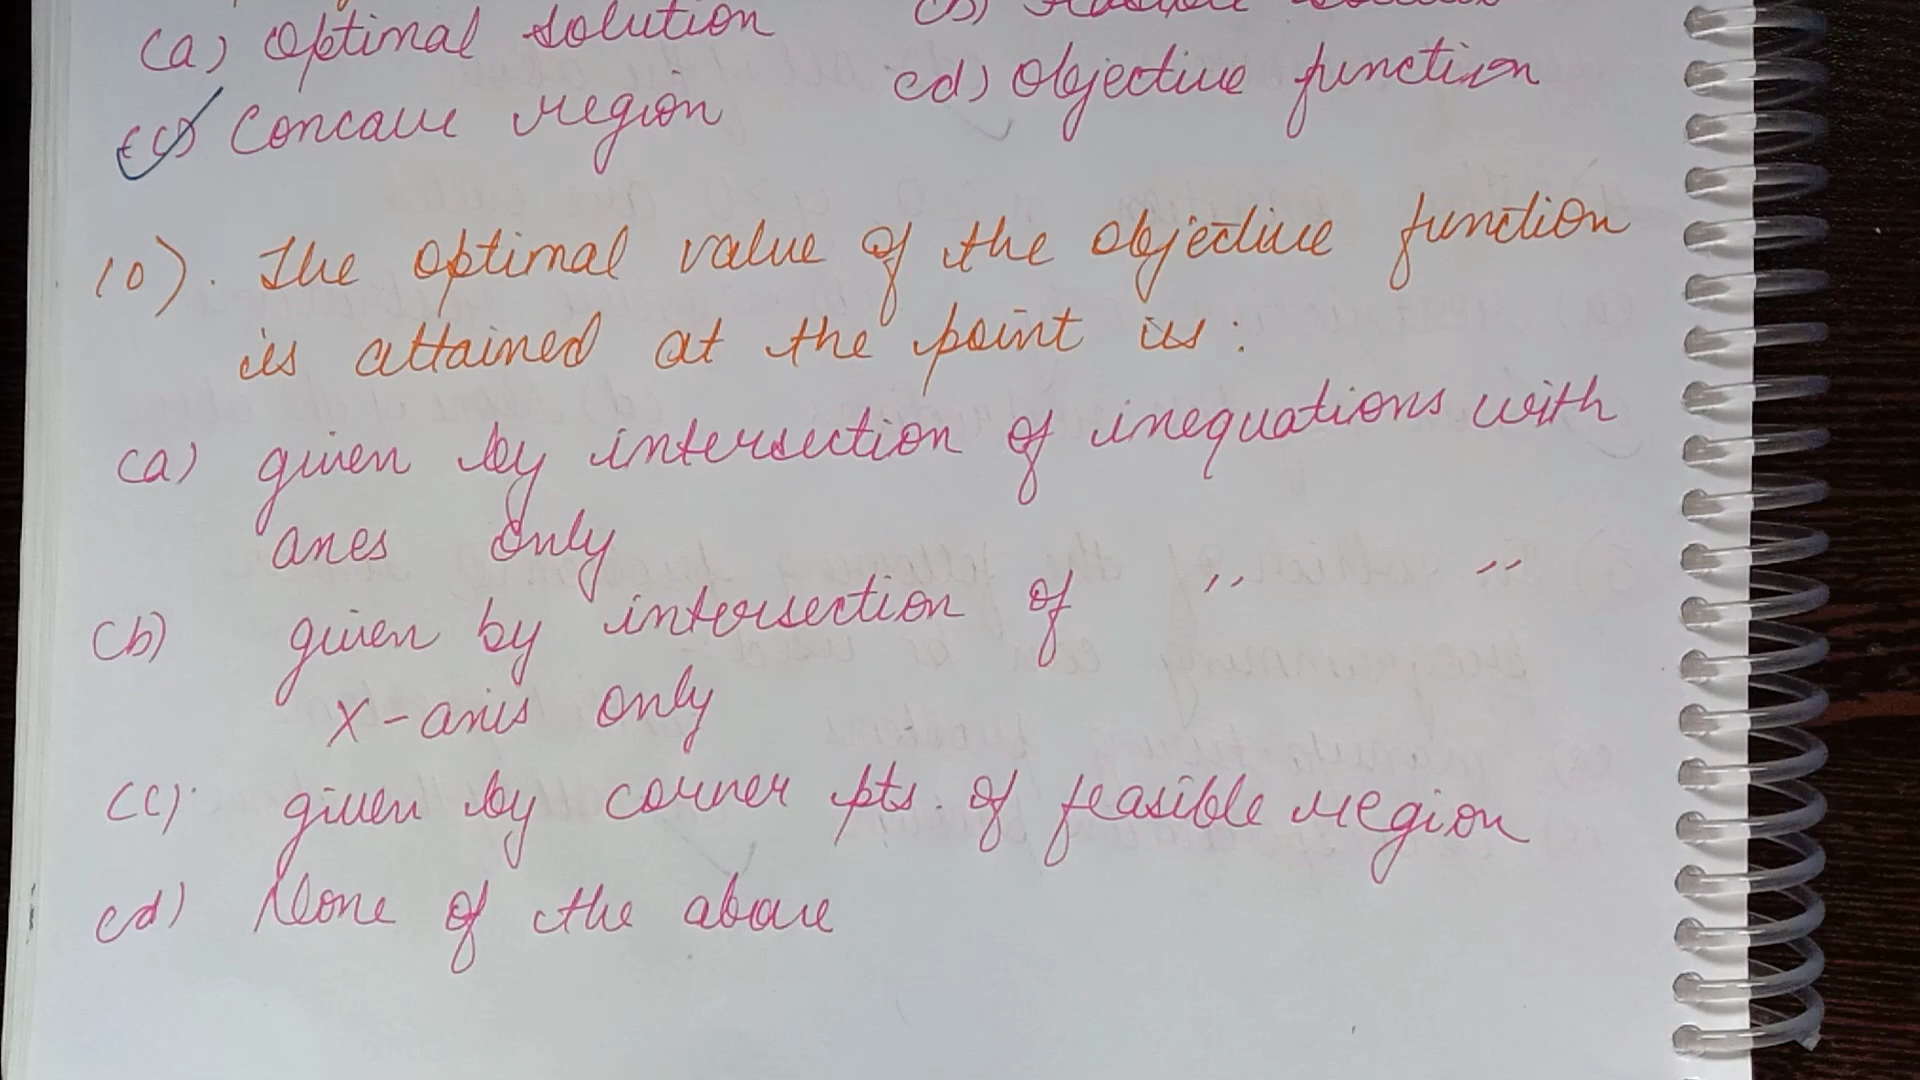 (a) Optimal solution (b)
(c) Concave region (d) Objective function
10). The optimal value of the objective function
is attained at the point is:
(a) given by intersection of inequations with
axes only
(b) given by intersection of ,, ,,
X-axis only
(c) given by corner pts. of feasible region
(d) None of the above